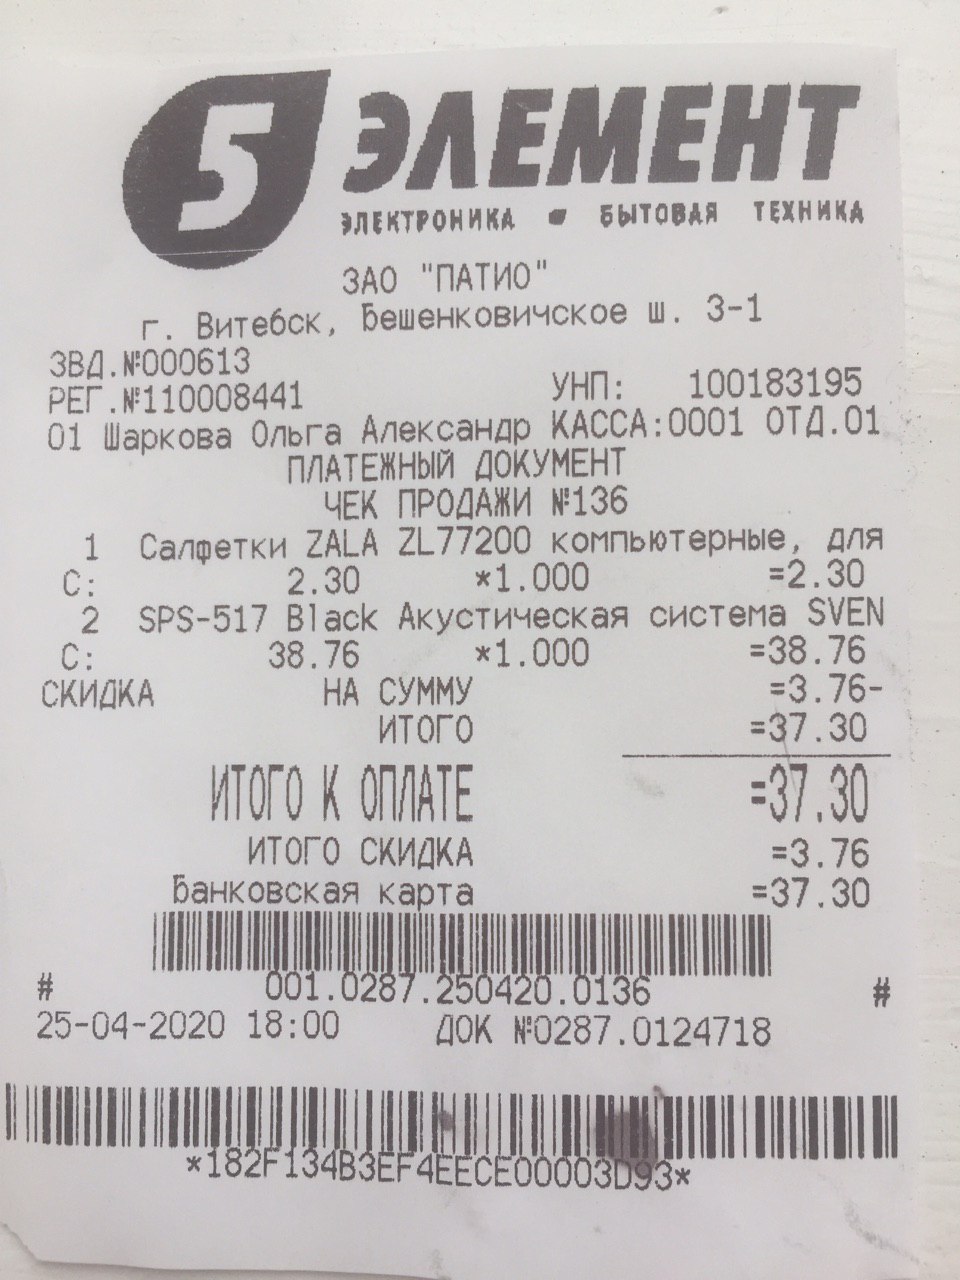 5 ЭЛЕМЕНТ
ЭЛЕКТРОНИКА БЫТОВАЯ ТЕХНИКА
ЗАО "ПАТИО"
г. Витебск, Бешенковичское ш. 3-1
ЗВД.№000613
РЕГ.№110008441 УНП: 100183195
01 Шаркова Ольга Александр КАССА:0001 ОТД.01
ПЛАТЕЖНЫЙ ДОКУМЕНТ
ЧЕК ПРОДАЖИ №136
1 Салфетки ZALA ZL77200 компьютерные, для
С: 2.30 *1.000 =2.30
2 SPS-517 Black Акустическая система SVEN
С: 38.76 *1.000 =38.76
СКИДКА НА СУММУ =3.76-
ИТОГО =37.30
ИТОГО К ОПЛАТЕ =37.30
ИТОГО СКИДКА =3.76
Банковская карта =37.30
# 001.0287.250420.0136 #
25-04-2020 18:00 ДОК №0287.0124718
*182F134B3EF4EECE00003D93*